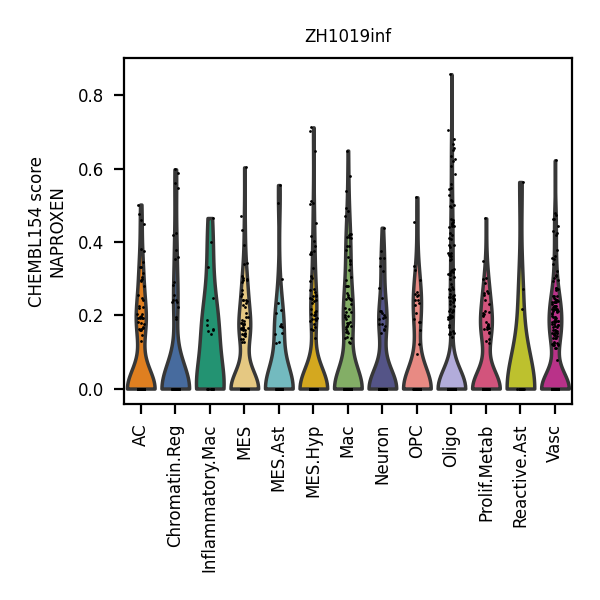 ZH1019inf
CHEMBL154 score
NAPROXEN
0.8
0.6
0.4
0.2
0.0
AC
Chromatin.Reg
Inflammatory.Mac
MES
MES.Ast
MES.Hyp
Mac
Neuron
OPC
Oligo
Prolif.Metab
Reactive.Ast
Vasc